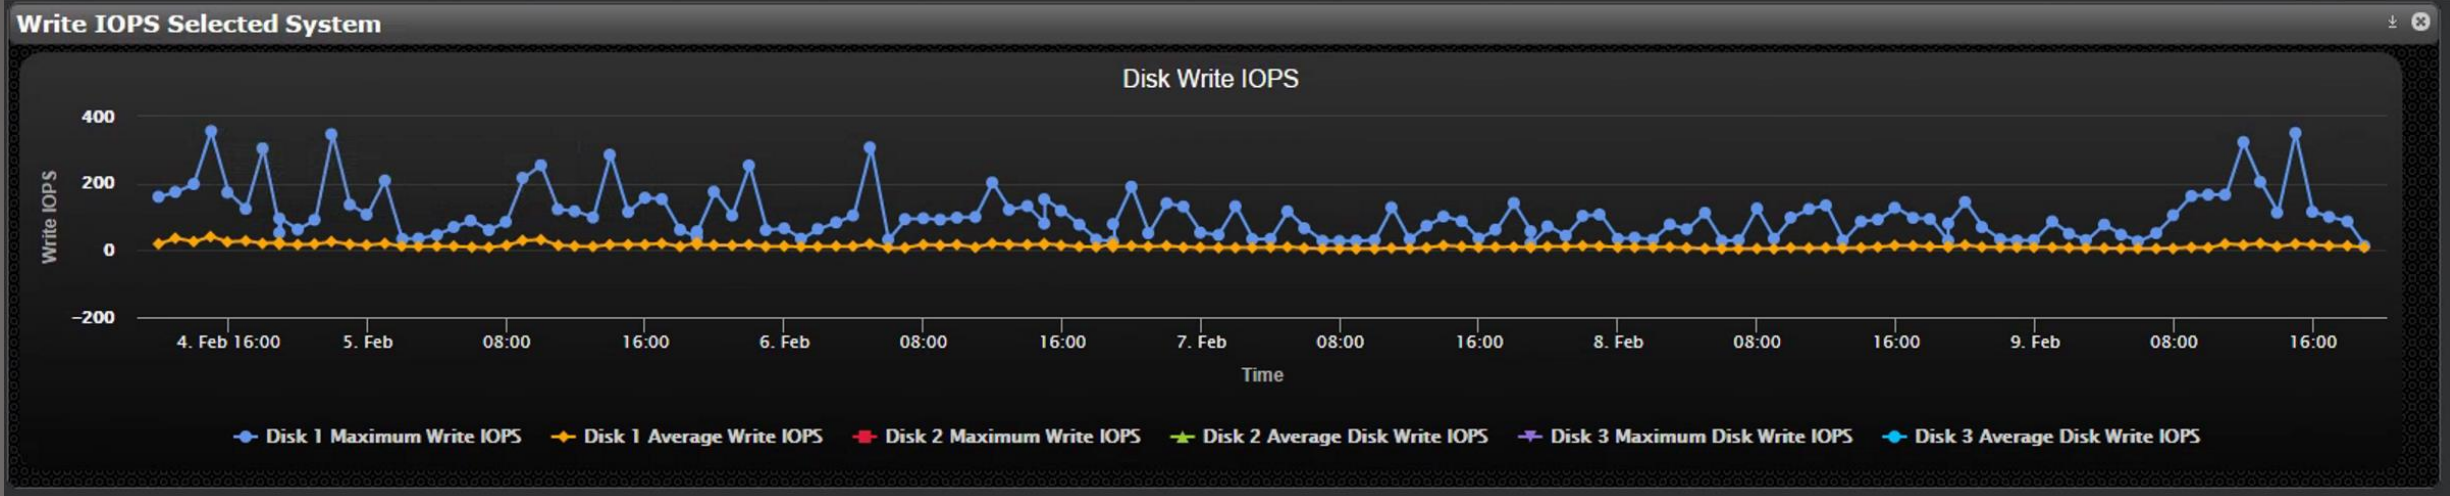 Write IOPS Selected System
Disk Write IOPS
400
200
0
−200
Write IOPS
4. Feb 16:00 5. Feb 08:00 16:00 6. Feb 08:00 16:00 7. Feb 08:00 16:00 8. Feb 08:00 16:00 9. Feb 08:00 16:00
Time
Disk 1 Maximum Write IOPS Disk 1 Average Write IOPS Disk 2 Maximum Write IOPS Disk 2 Average Disk Write IOPS Disk 3 Maximum Disk Write IOPS Disk 3 Average Disk Write IOPS